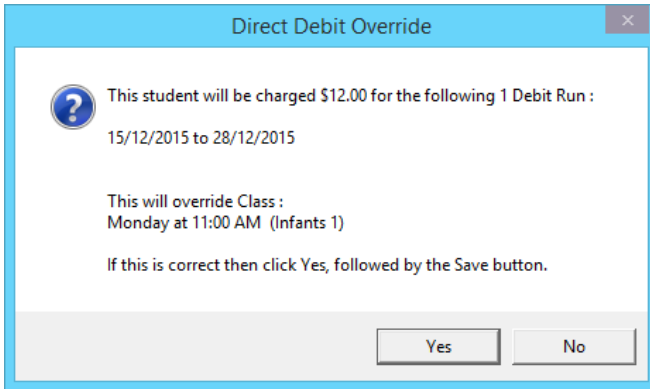 Direct Debit Override
This student will be charged $12.00 for the following 1 Debit Run :
15/12/2015 to 28/12/2015
This will override Class :
Monday at 11:00 AM  (Infants 1)
If this is correct then click Yes, followed by the Save button.
Yes
No